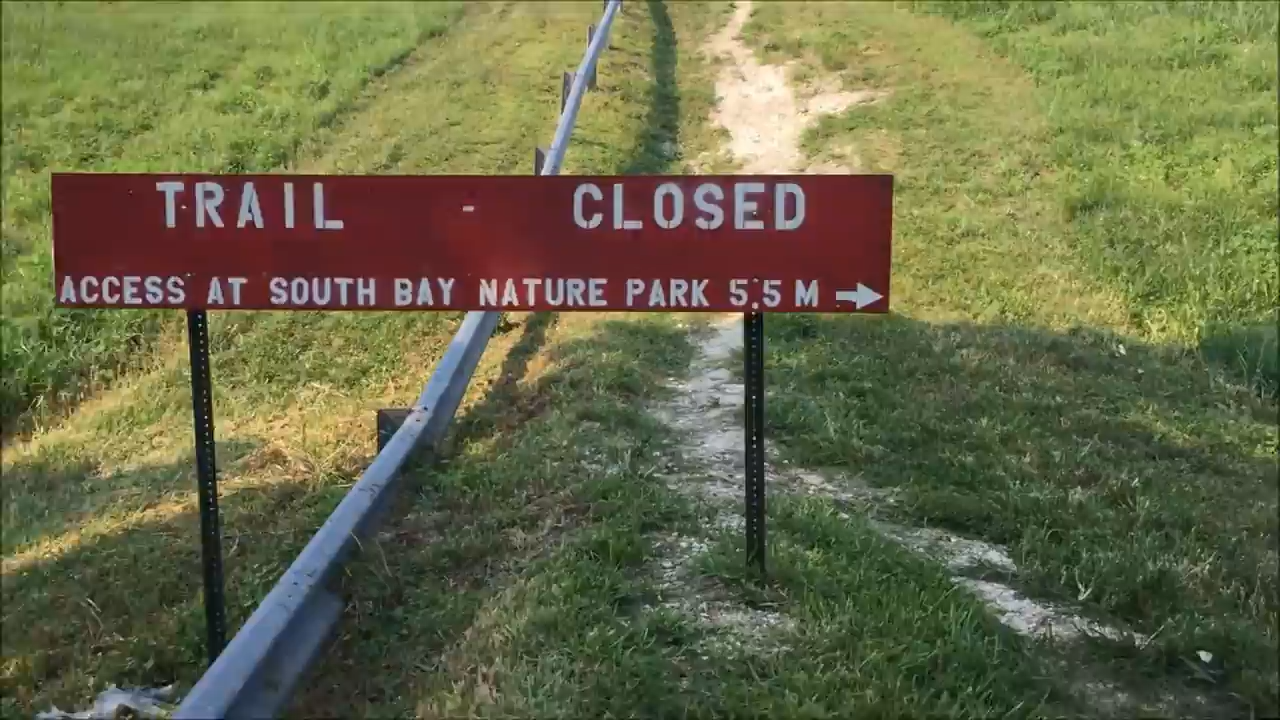 TRAIL - CLOSED
ACCESS AT SOUTH BAY NATURE PARK 5.5 M →